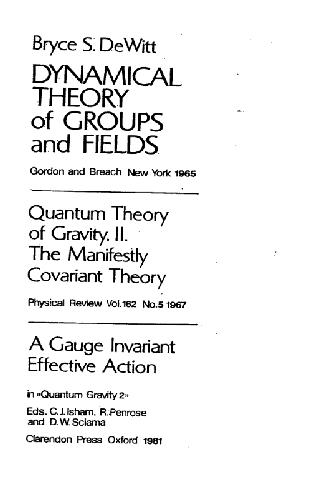 Bryce S. DeWitt
DYNAMICAL
THEORY
of GROUPS
and FIELDS
Gordon and Breach New York 1965
Quantum Theory
of Gravity. II.
The Manifestly
Covariant Theory
Physical Review Vol.162 No.5 1967
A Gauge Invariant
Effective Action
in »Quantum Gravity 2«
Eds. C.J.Isham, R.Penrose
and D.W.Sciama
Clarendon Press Oxford 1981